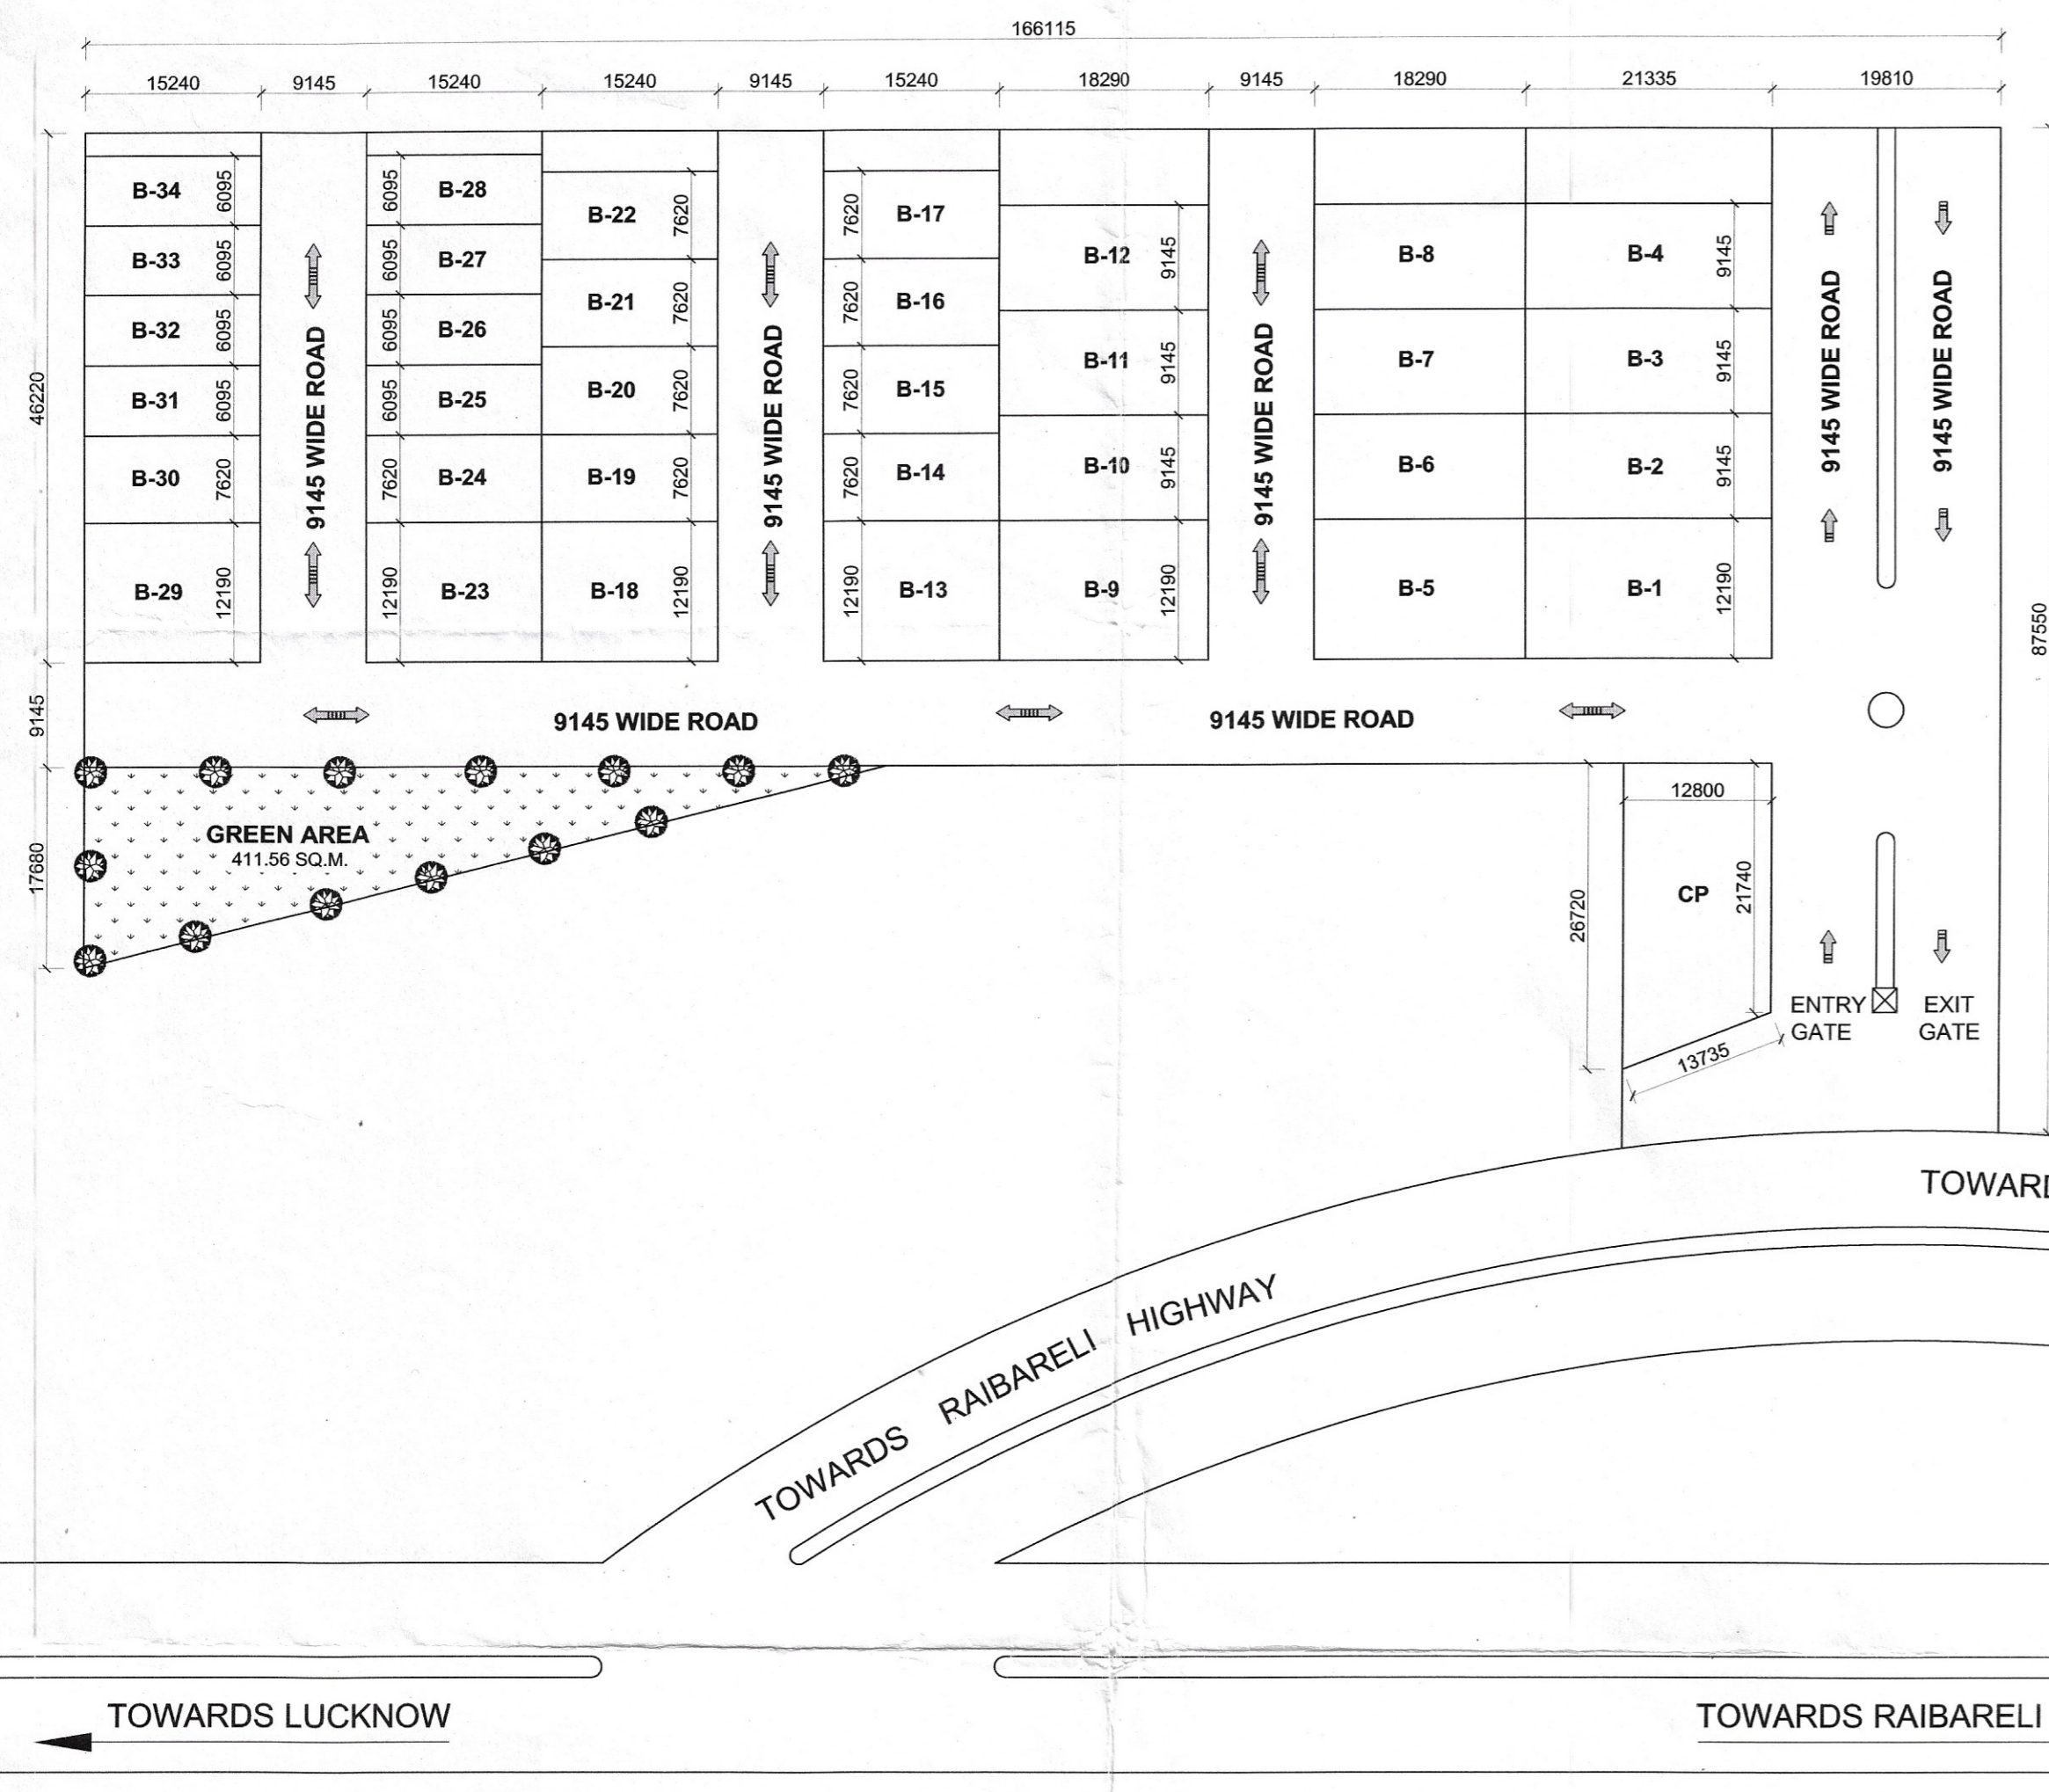 166115
15240 9145 15240 15240 9145 15240 18290 9145 18290 21335 19810
46220
9145
17680
87550
B-34 6095
B-33 6095
B-32 6095
B-31 6095
B-30 7620
B-29 12190
9145 WIDE ROAD
6095 B-28
6095 B-27
6095 B-26
6095 B-25
7620 B-24
12190 B-23
B-22 7620
B-21 7620
B-20 7620
B-19 7620
B-18 12190
9145 WIDE ROAD
7620 B-17
7620 B-16
7620 B-15
7620 B-14
12190 B-13
B-12 9145
B-11 9145
B-10 9145
B-9 12190
9145 WIDE ROAD
B-8
B-7
B-6
B-5
B-4 9145
B-3 9145
B-2 9145
B-1 12190
9145 WIDE ROAD
9145 WIDE ROAD
9145 WIDE ROAD
9145 WIDE ROAD
GREEN AREA
411.56 SQ.M.
12800
26720
CP
21740
13735
ENTRY
GATE
EXIT
GATE
TOWARDS RAIBARELI HIGHWAY
TOWARD
TOWARDS LUCKNOW
TOWARDS RAIBARELI